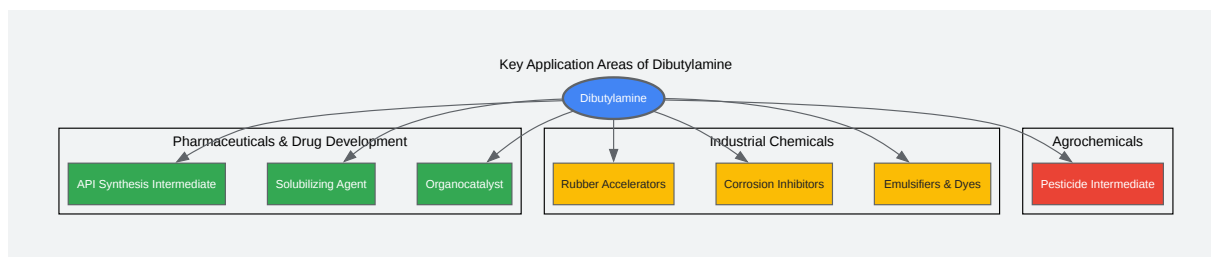 Key Application Areas of Dibutylamine
Dibutylamine
Pharmaceuticals & Drug Development
API Synthesis Intermediate
Solubilizing Agent
Organocatalyst
Industrial Chemicals
Rubber Accelerators
Corrosion Inhibitors
Emulsifiers & Dyes
Agrochemicals
Pesticide Intermediate